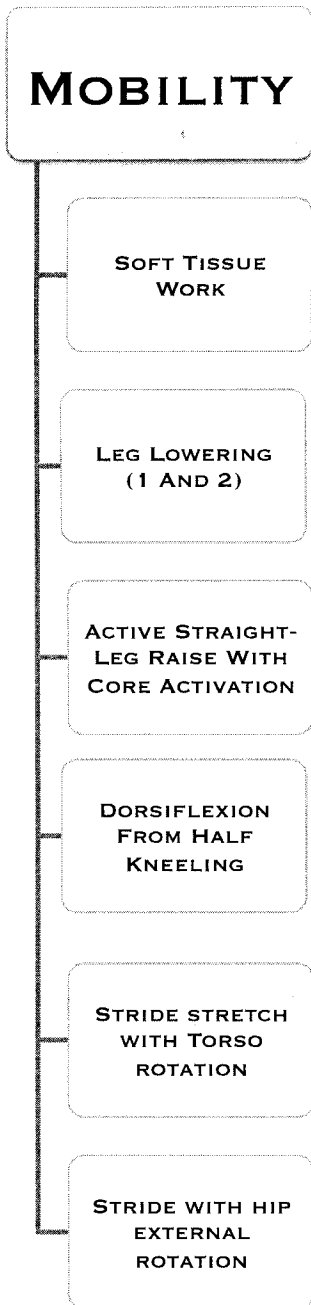 MOBILITY
SOFT TISSUE
WORK
LEG LOWERING
(1 AND 2)
ACTIVE STRAIGHT-
LEG RAISE WITH
CORE ACTIVATION
DORSIFLEXION
FROM HALF
KNEELING
STRIDE STRETCH
WITH TORSO
ROTATION
STRIDE WITH HIP
EXTERNAL
ROTATION